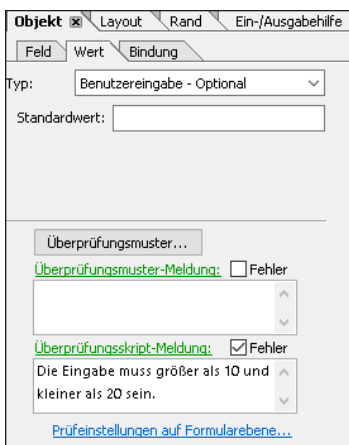 Objekt Layout Rand Ein-/Ausgabehilfe
Feld Wert Bindung
Typ: Benutzereingabe - Optional
Standardwert:
Überprüfungsmuster...
Überprüfungsmuster-Meldung: Fehler
Überprüfungsskript-Meldung: Fehler
Die Eingabe muss größer als 10 und
kleiner als 20 sein.
Prüfeinstellungen auf Formularebene...